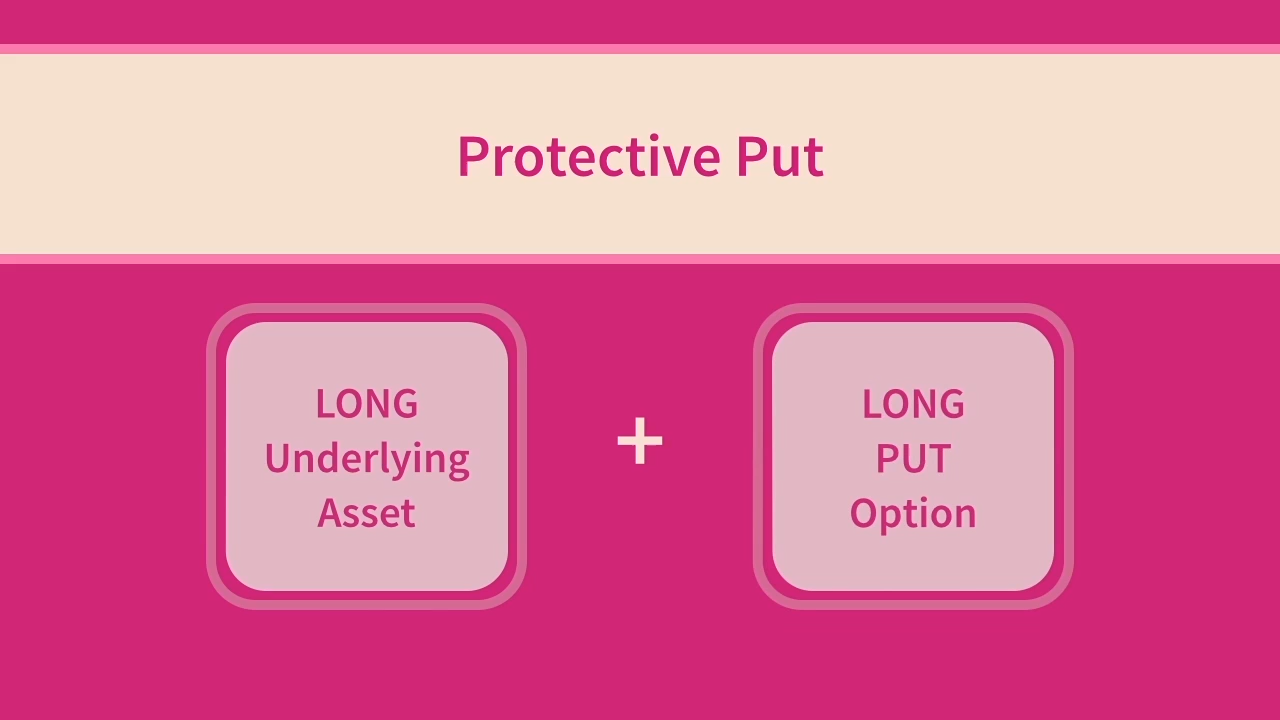 Protective Put
LONG
Underlying
Asset
+
LONG
PUT
Option